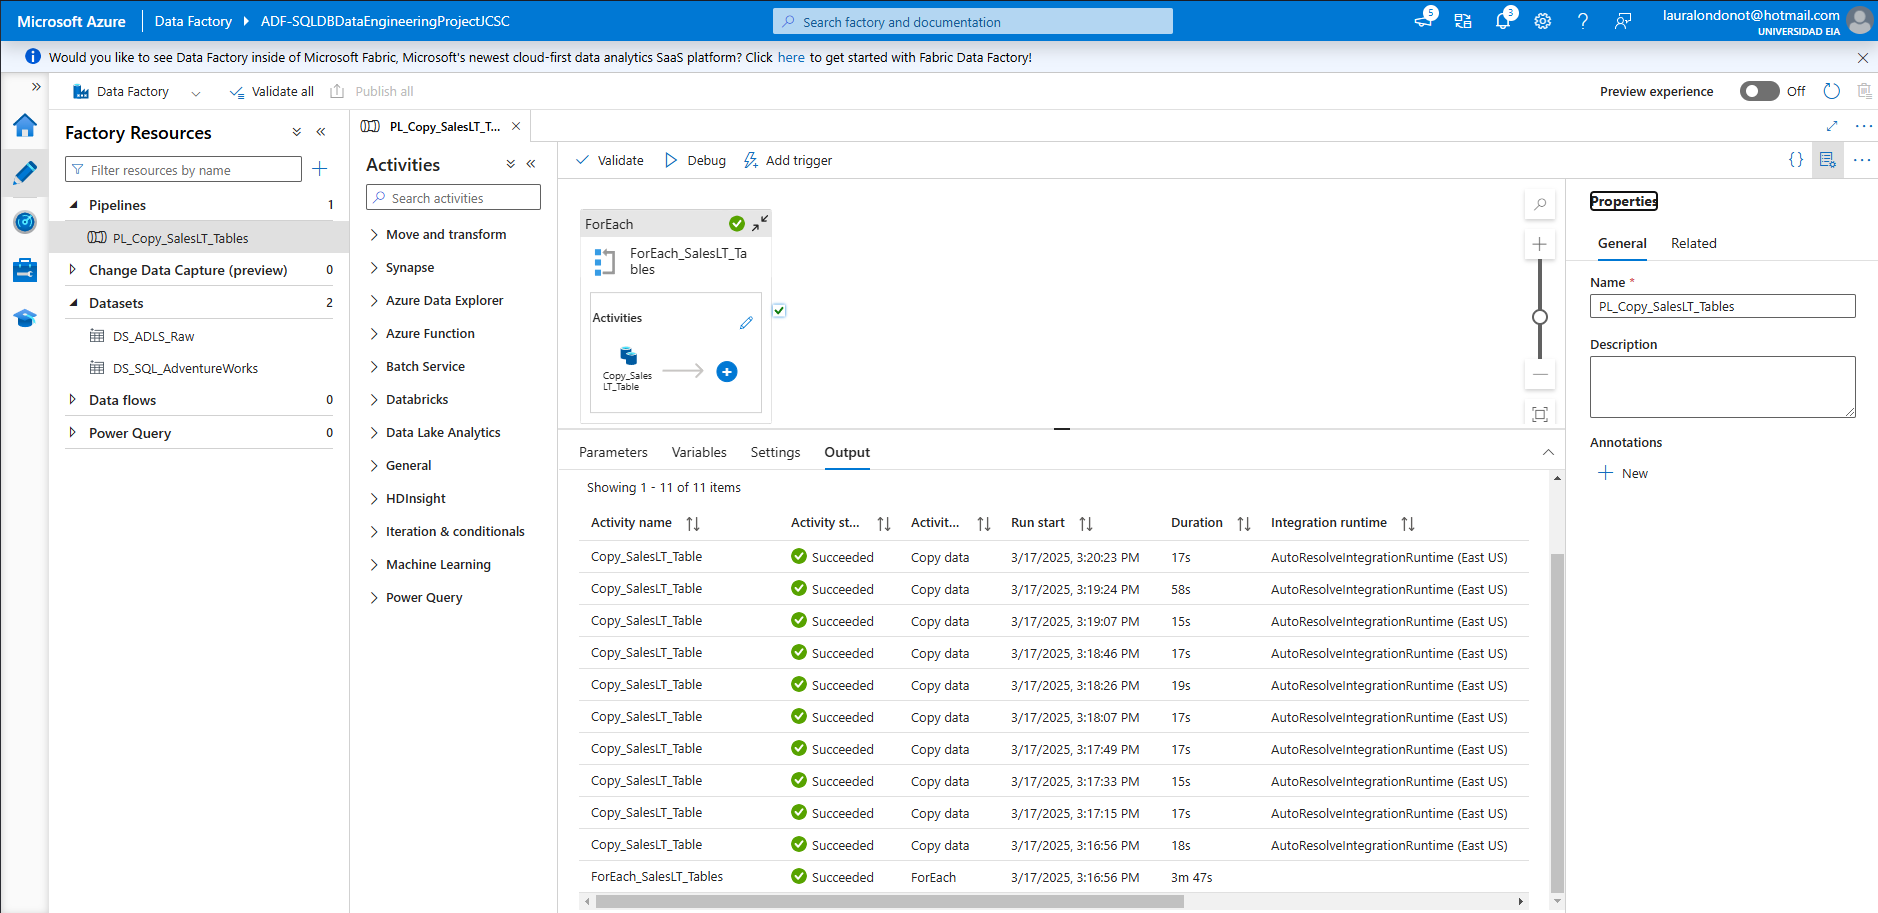 Microsoft Azure
Data Factory
ADF-SQLDBDataEngineeringProjectJCSC
Search factory and documentation
5
3
lauralondonot@hotmail.com
UNIVERSIDAD EIA
Would you like to see Data Factory inside of Microsoft Fabric, Microsoft's newest cloud-first data analytics SaaS platform? Click here to get started with Fabric Data Factory!
Data Factory
Validate all
Publish all
Preview experience
Off
Factory Resources
Filter resources by name
Pipelines 1
PL_Copy_SalesLT_Tables
Change Data Capture (preview) 0
Datasets 2
DS_ADLS_Raw
DS_SQL_AdventureWorks
Data flows 0
Power Query 0
PL_Copy_SalesLT_T...
Activities
Search activities
Move and transform
Synapse
Azure Data Explorer
Azure Function
Batch Service
Databricks
Data Lake Analytics
General
HDInsight
Iteration & conditionals
Machine Learning
Power Query
Validate
Debug
Add trigger
ForEach
ForEach_SalesLT_Ta
bles
Activities
Copy_Sales
LT_Table
Parameters
Variables
Settings
Output
Showing 1 - 11 of 11 items
Activity name Activity st... Activit... Run start Duration Integration runtime
Copy_SalesLT_Table Succeeded Copy data 3/17/2025, 3:20:23 PM 17s AutoResolveIntegrationRuntime (East US)
Copy_SalesLT_Table Succeeded Copy data 3/17/2025, 3:19:24 PM 58s AutoResolveIntegrationRuntime (East US)
Copy_SalesLT_Table Succeeded Copy data 3/17/2025, 3:19:07 PM 15s AutoResolveIntegrationRuntime (East US)
Copy_SalesLT_Table Succeeded Copy data 3/17/2025, 3:18:46 PM 17s AutoResolveIntegrationRuntime (East US)
Copy_SalesLT_Table Succeeded Copy data 3/17/2025, 3:18:26 PM 19s AutoResolveIntegrationRuntime (East US)
Copy_SalesLT_Table Succeeded Copy data 3/17/2025, 3:18:07 PM 17s AutoResolveIntegrationRuntime (East US)
Copy_SalesLT_Table Succeeded Copy data 3/17/2025, 3:17:49 PM 17s AutoResolveIntegrationRuntime (East US)
Copy_SalesLT_Table Succeeded Copy data 3/17/2025, 3:17:33 PM 15s AutoResolveIntegrationRuntime (East US)
Copy_SalesLT_Table Succeeded Copy data 3/17/2025, 3:17:15 PM 17s AutoResolveIntegrationRuntime (East US)
Copy_SalesLT_Table Succeeded Copy data 3/17/2025, 3:16:56 PM 18s AutoResolveIntegrationRuntime (East US)
ForEach_SalesLT_Tables Succeeded ForEach 3/17/2025, 3:16:56 PM 3m 47s
Properties
General
Related
Name *
PL_Copy_SalesLT_Tables
Description
Annotations
New